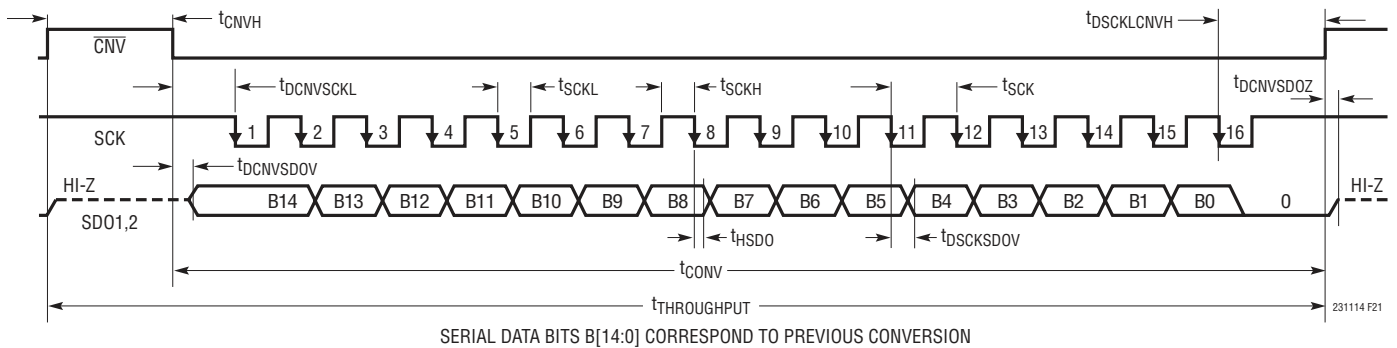 tCNVH
tDSCKLCNVH
CNV
tDCNVSCKL
tSCKL
tSCKH
tSCK
tDCNVSDOZ
SCK
1 2 3 4 5 6 7 8 9 10 11 12 13 14 15 16
tDCNVSDOV
HI-Z
B14 B13 B12 B11 B10 B9 B8 B7 B6 B5 B4 B3 B2 B1 B0 0
HI-Z
SDO1,2
tHSDO
tDSCKSDOV
tCONV
tTHROUGHPUT
231114 F21
SERIAL DATA BITS B[14:0] CORRESPOND TO PREVIOUS CONVERSION